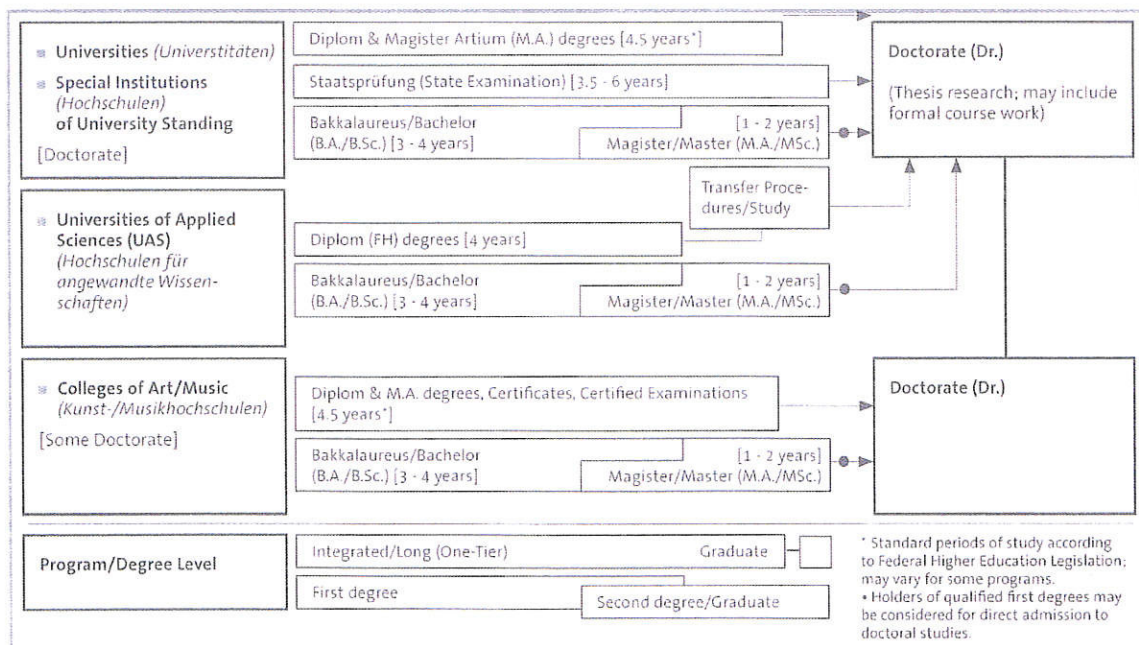 Universities (Universtitäten)
Special Institutions
(Hochschulen)
of University Standing
[Doctorate]
Diplom & Magister Artium (M.A.) degrees [4.5 years*]
Staatsprüfung (State Examination) [3.5 - 6 years]
Bakkalaureus/Bachelor
(B.A./B.Sc.) [3 - 4 years]
[1 - 2 years]
Magister/Master (M.A./MSc.)
Doctorate (Dr.)
(Thesis research; may include
formal course work)
Transfer Proce-
dures/Study
Universities of Applied
Sciences (UAS)
(Hochschulen für
angewandte Wissen-
schaften)
Diplom (FH) degrees [4 years]
Bakkalaureus/Bachelor
(B.A./B.Sc.) [3 - 4 years]
[1 - 2 years]
Magister/Master (M.A./MSc.)
Colleges of Art/Music
(Kunst-/Musikhochschulen)
[Some Doctorate]
Diplom & M.A. degrees, Certificates, Certified Examinations
[4.5 years*]
Bakkalaureus/Bachelor
(B.A./B.Sc.) [3 - 4 years]
[1 - 2 years]
Magister/Master (M.A./MSc.)
Doctorate (Dr.)
Program/Degree Level
Integrated/Long (One-Tier)
Graduate
First degree
Second degree/Graduate
* Standard periods of study according
to Federal Higher Education Legislation;
may vary for some programs.
• Holders of qualified first degrees may
be considered for direct admission to
doctoral studies.